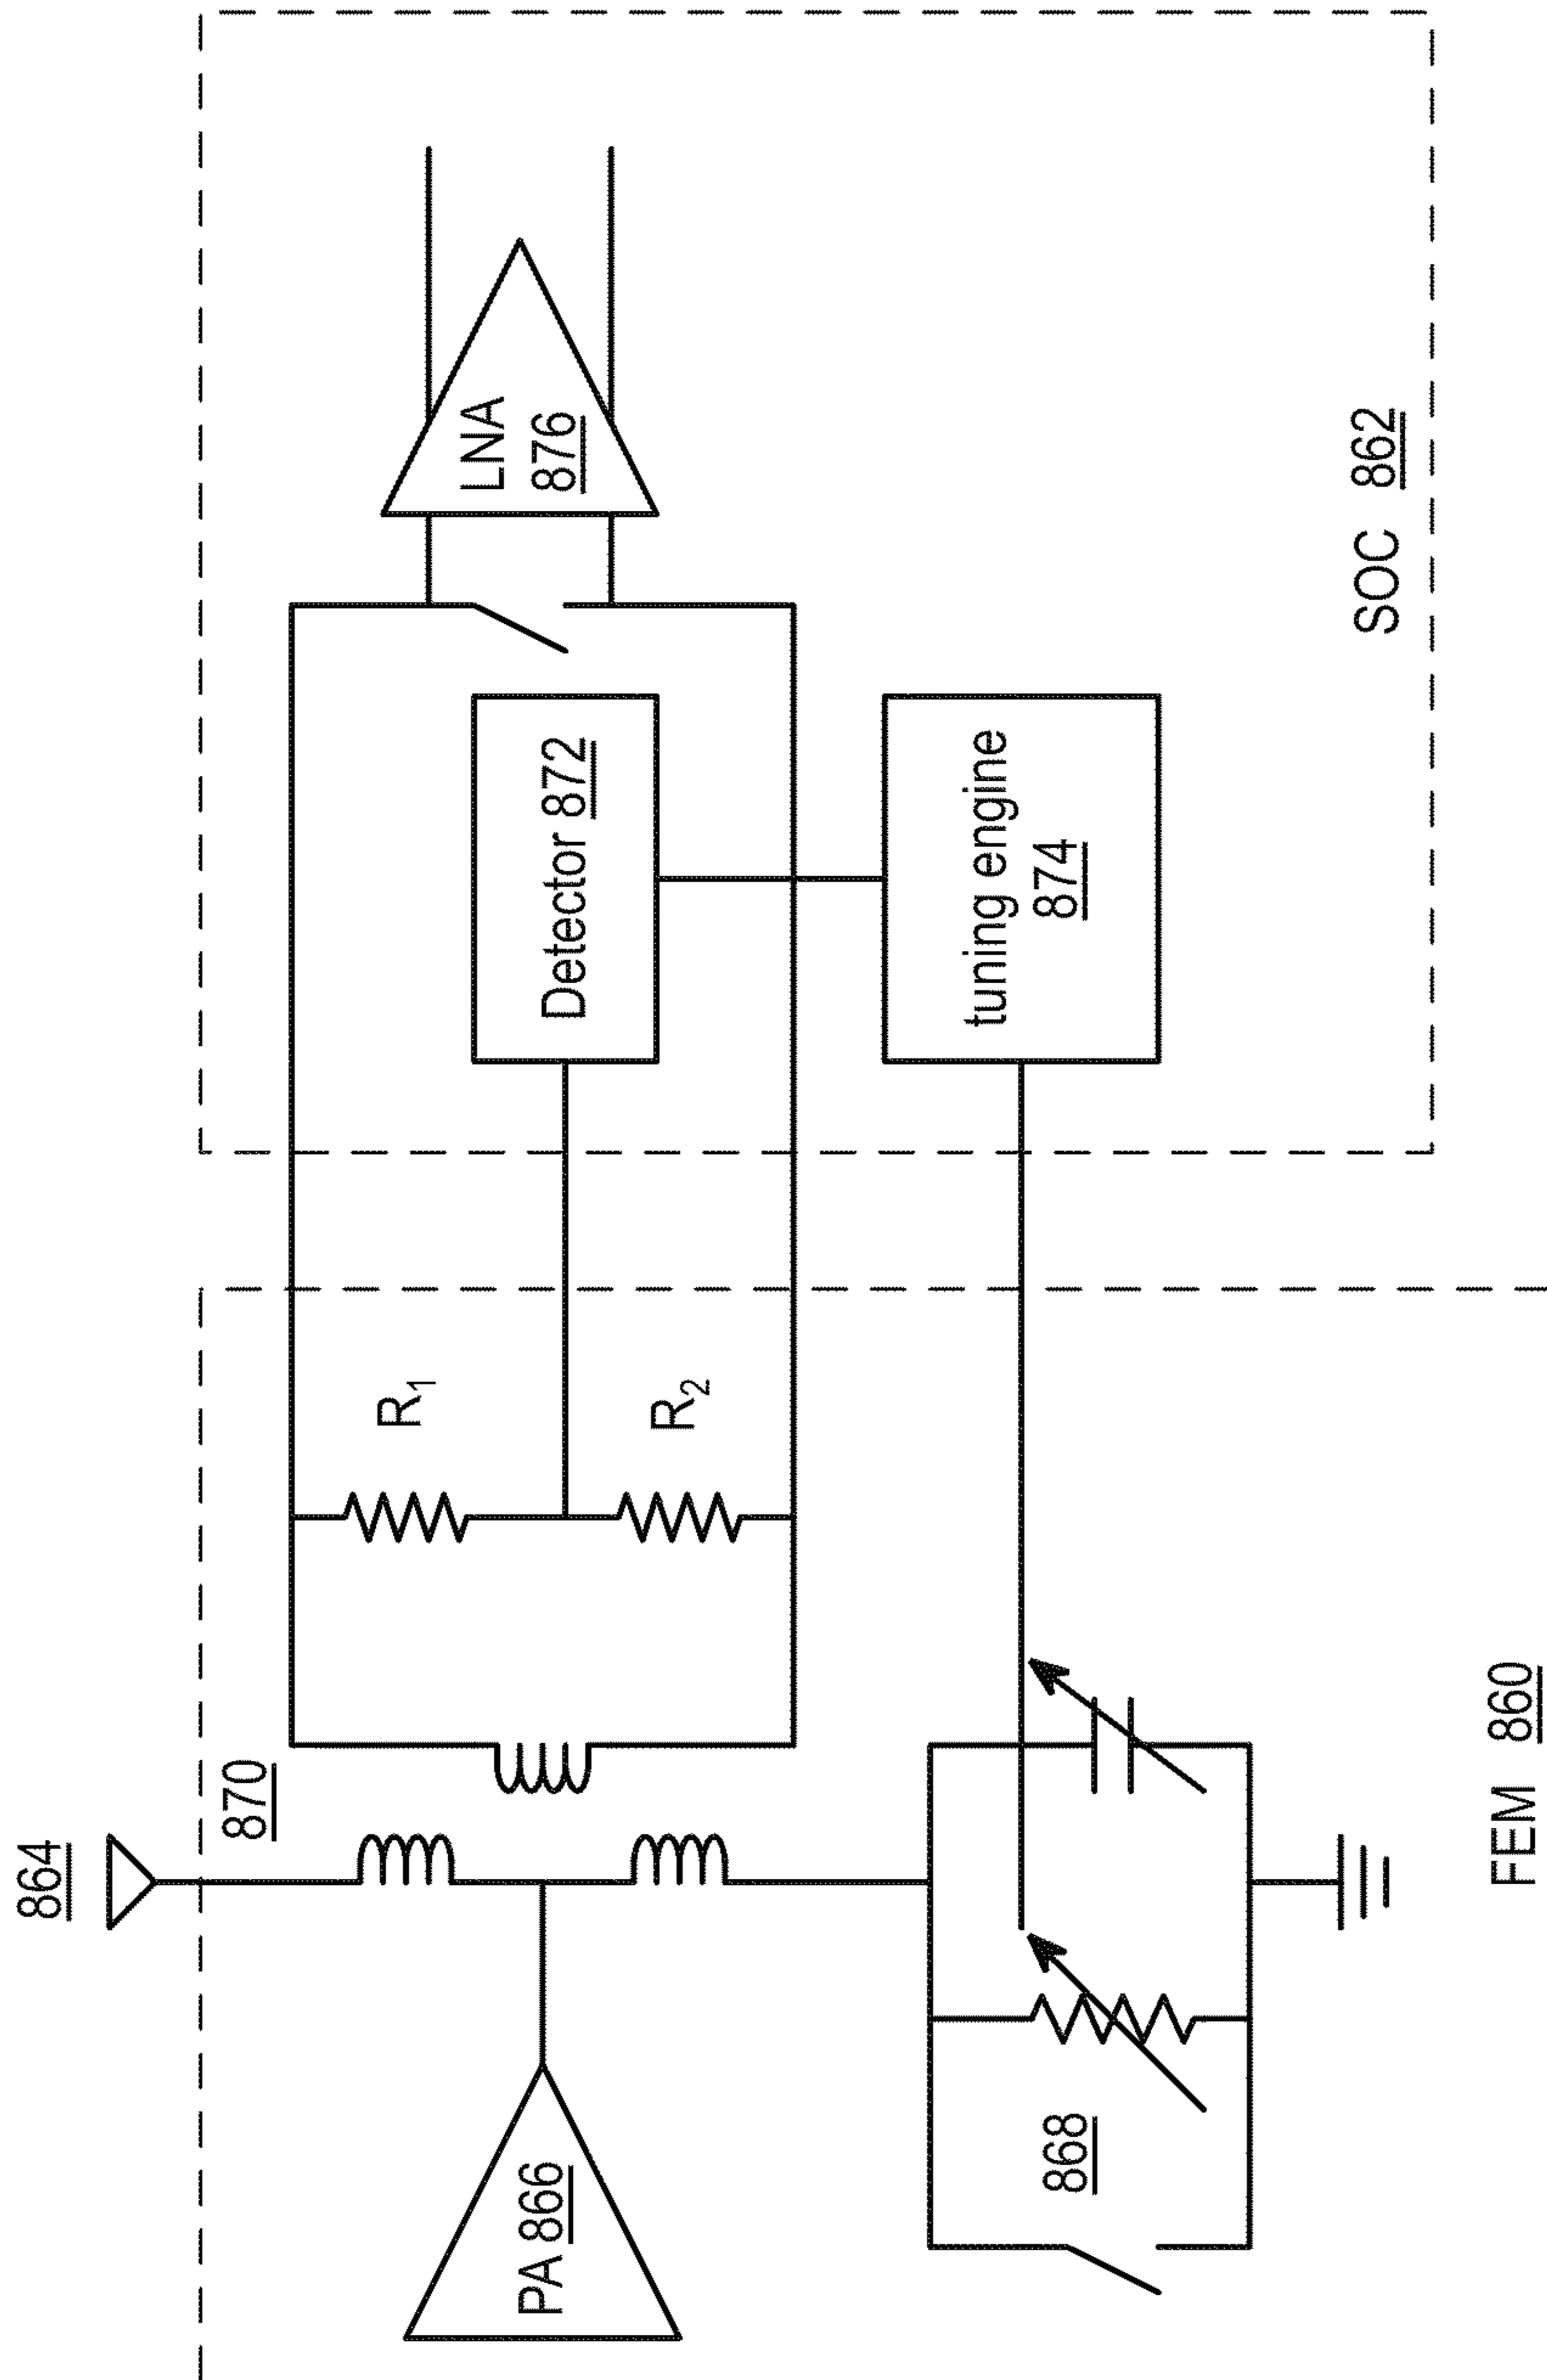 864
870
R1
R2
Detector 872
LNA
876
PA 866
868
tuning engine
874
FEM 860
SOC 862